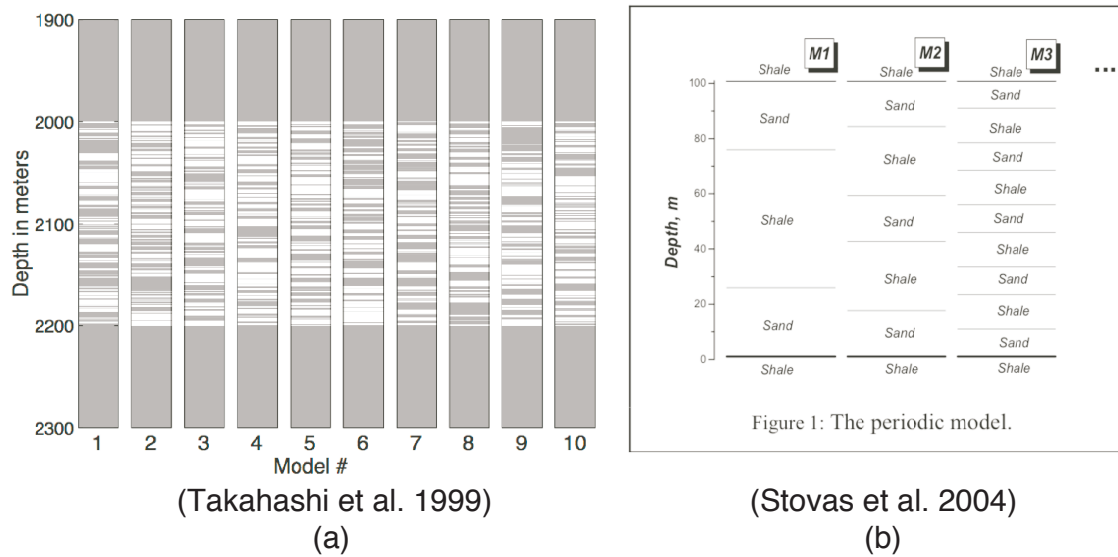 1900
2000
2100
2200
2300
Depth in meters
1 2 3 4 5 6 7 8 9 10
Model #
(Takahashi et al. 1999)
(a)
M1 M2 M3 ...
Shale Shale Shale
100
80
60
40
20
0
Depth, m
Sand
Shale
Sand
Shale
Sand
Shale
Sand
Shale
Sand
Shale
Sand
Shale
Sand
Shale
Sand
Shale
Sand
Shale
Sand
Shale
Figure 1: The periodic model.
(Stovas et al. 2004)
(b)